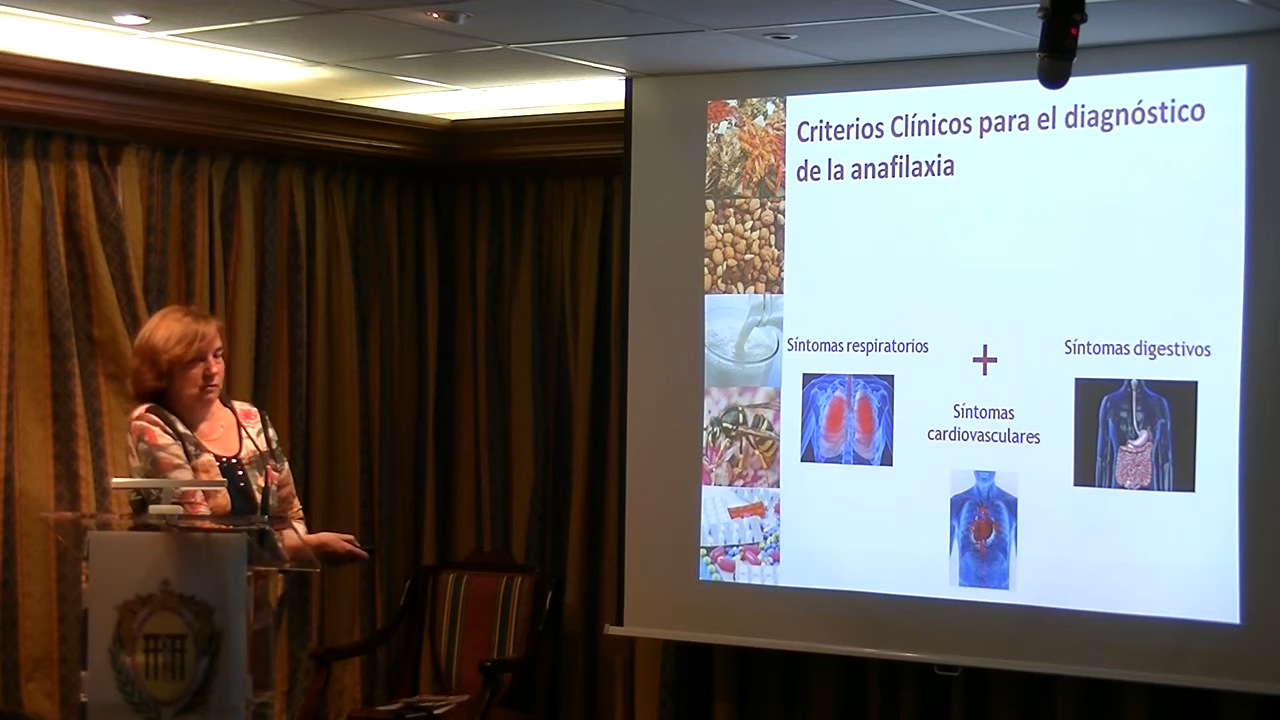 Criterios Clínicos para el diagnóstico
de la anafilaxia
Síntomas respiratorios
+
Síntomas digestivos
Síntomas
cardiovasculares